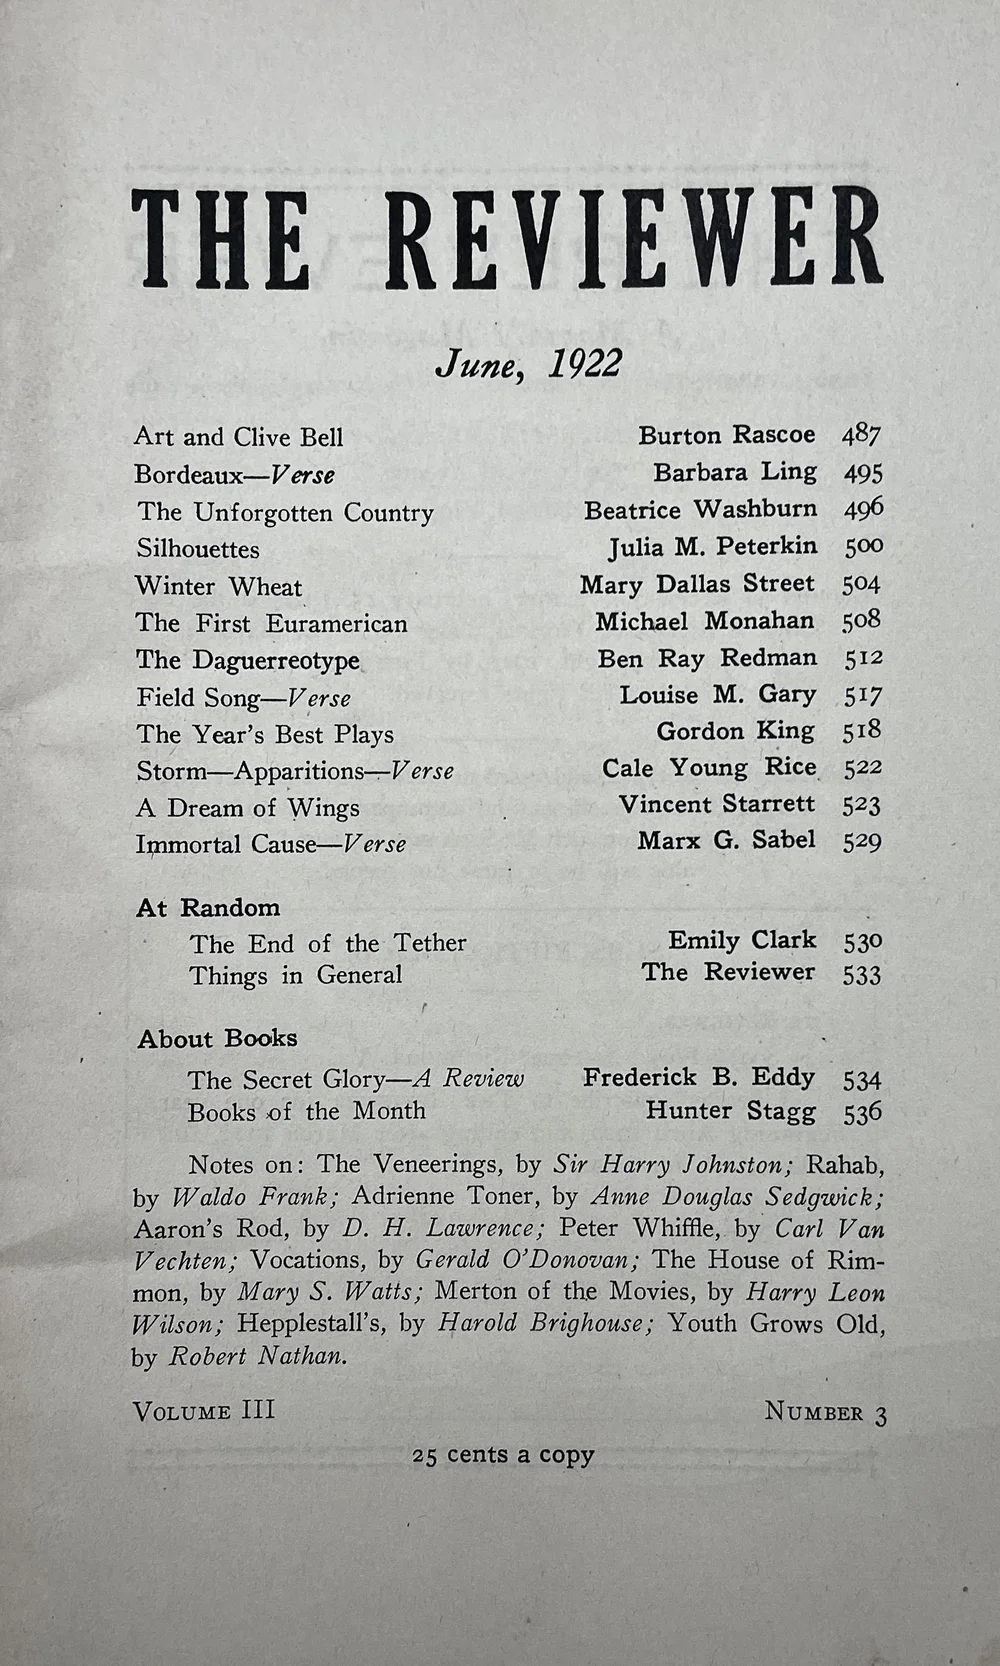 THE REVIEWER
June, 1922
Art and Clive Bell Burton Rascoe 487
Bordeaux—Verse Barbara Ling 495
The Unforgotten Country Beatrice Washburn 496
Silhouettes Julia M. Peterkin 500
Winter Wheat Mary Dallas Street 504
The First Euramerican Michael Monahan 508
The Daguerreotype Ben Ray Redman 512
Field Song—Verse Louise M. Gary 517
The Year's Best Plays Gordon King 518
Storm—Apparitions—Verse Cale Young Rice 522
A Dream of Wings Vincent Starrett 523
Immortal Cause—Verse Marx G. Sabel 529
At Random
The End of the Tether Emily Clark 530
Things in General The Reviewer 533
About Books
The Secret Glory—A Review Frederick B. Eddy 534
Books of the Month Hunter Stagg 536
Notes on: The Veneerings, by Sir Harry Johnston; Rahab,
by Waldo Frank; Adrienne Toner, by Anne Douglas Sedgwick;
Aaron's Rod, by D. H. Lawrence; Peter Whiffle, by Carl Van
Vechten; Vocations, by Gerald O'Donovan; The House of Rim-
mon, by Mary S. Watts; Merton of the Movies, by Harry Leon
Wilson; Hepplestall's, by Harold Brighouse; Youth Grows Old,
by Robert Nathan.
VOLUME III NUMBER 3
25 cents a copy